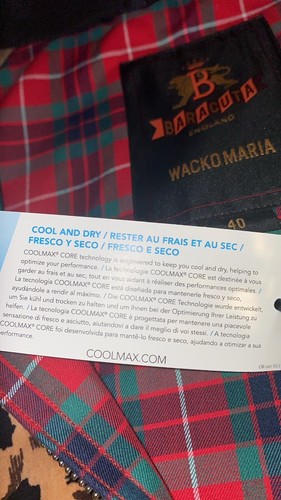 B
BARACUTA
ENGLAND
WACKO MARIA
40
COOL AND DRY / RESTER AU FRAIS ET AU SEC /
FRESCO Y SECO / FRESCO E SECO
COOLMAX® CORE technology is engineered to keep you cool and dry, helping to
optimize your performance. / La technologie COOLMAX® CORE est destinée à vous
garder au frais et au sec, tout en vous aidant à réaliser des performances optimales. /
La tecnología COOLMAX® CORE está diseñada para mantenerle fresco y seco,
ayudándole a rendir al máximo. / Die COOLMAX® CORE Technologie wurde entwickelt,
um Sie kühl und trocken zu halten und um Ihnen bei der Optimierung Ihrer Leistung zu
helfen. / La tecnologia COOLMAX® CORE è progettata per mantenere una piacevole
sensazione di fresco e asciutto, aiutandovi a dare il meglio di voi stessi. / A tecnologia
COOLMAX® CORE foi desenvolvida para mantê-lo fresco e seco, ajudando a otimizar a sua
performance.
COOLMAX.COM